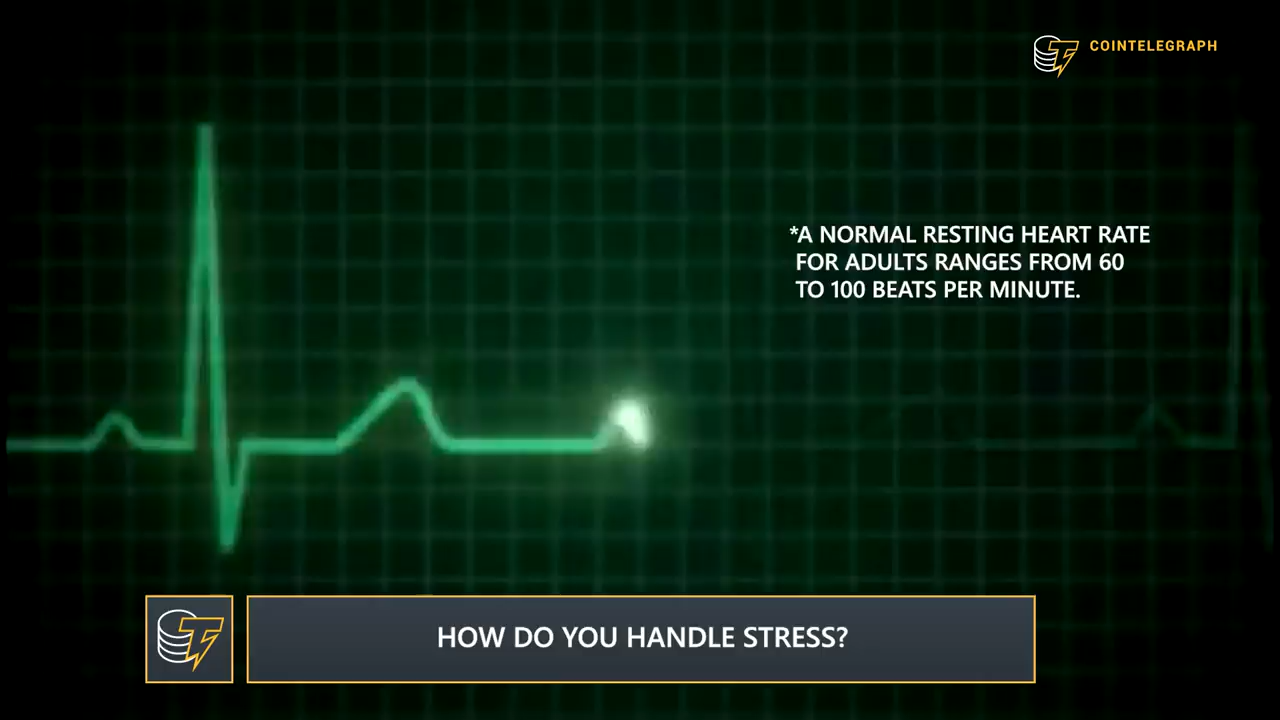 COINTELEGRAPH
*A NORMAL RESTING HEART RATE
FOR ADULTS RANGES FROM 60
TO 100 BEATS PER MINUTE.
HOW DO YOU HANDLE STRESS?